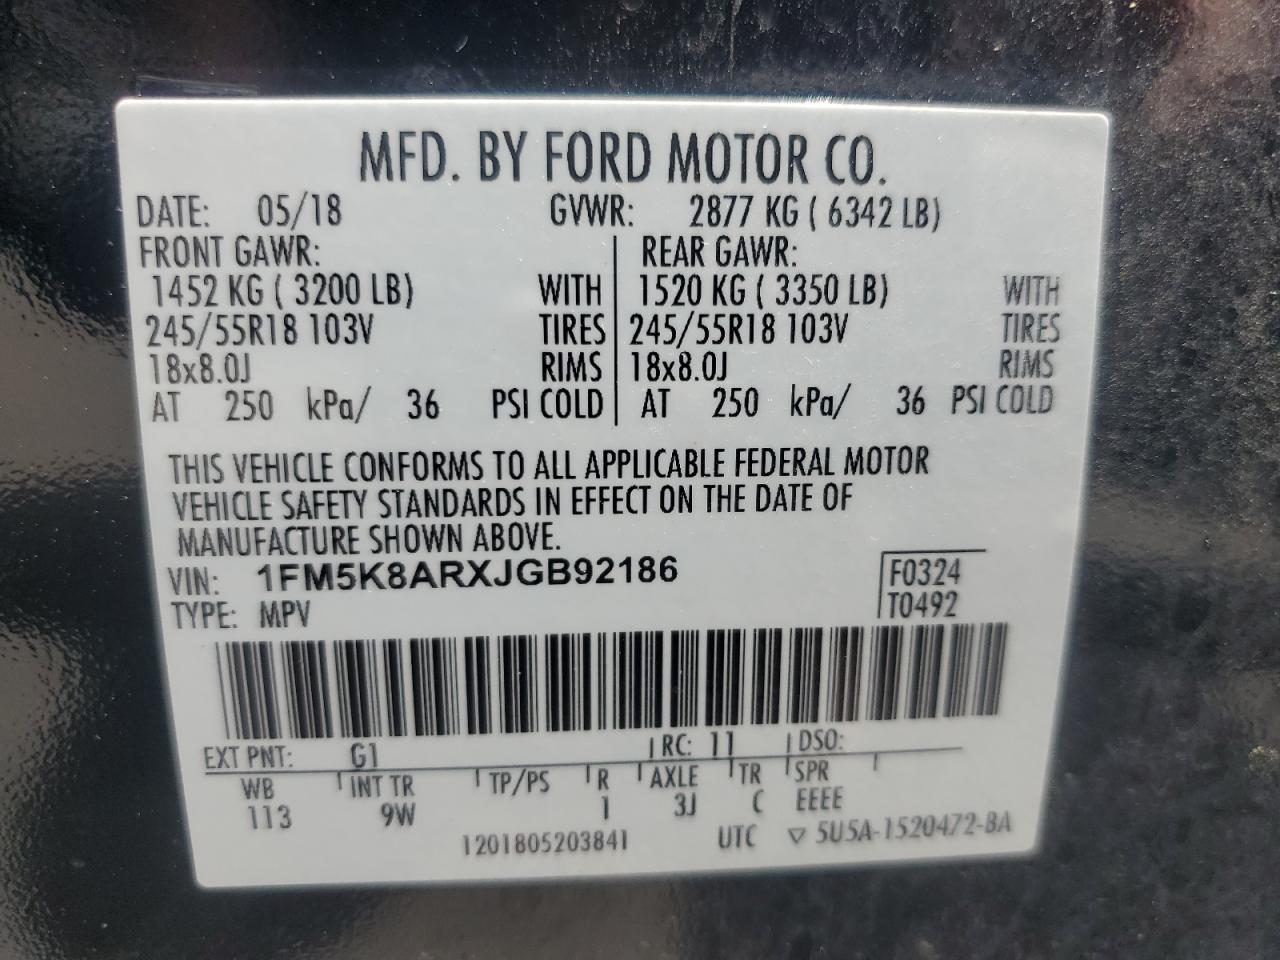 MFD. BY FORD MOTOR CO.
DATE: 05/18 GVWR: 2877 KG ( 6342 LB)
FRONT GAWR: REAR GAWR:
1452 KG ( 3200 LB) WITH 1520 KG ( 3350 LB) WITH
245/55R18 103V TIRES 245/55R18 103V TIRES
18x8.0J RIMS 18x8.0J RIMS
AT 250 kPa/ 36 PSI COLD AT 250 kPa/ 36 PSI COLD
THIS VEHICLE CONFORMS TO ALL APPLICABLE FEDERAL MOTOR
VEHICLE SAFETY STANDARDS IN EFFECT ON THE DATE OF
MANUFACTURE SHOWN ABOVE.
VIN: 1FM5K8ARXJGB92186 F0324
TYPE: MPV T0492
EXT PNT: G1 RC: 11 DSO:
WB INT TR TP/PS R AXLE TR SPR
113 9W 1 3J C EEEE
1201805203841 UTC ▽ 5U5A-1520472-BA